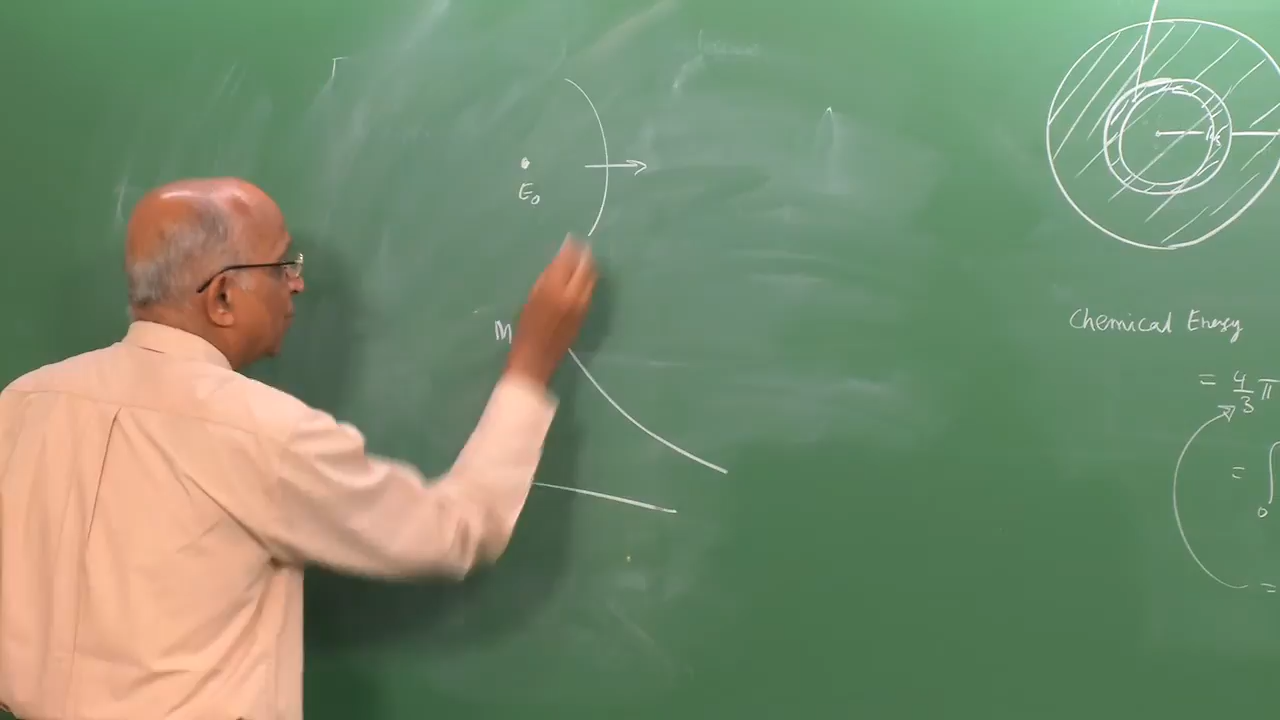 E₀
M
Chemical Energy
= 4/3 π
= ∫
0
=